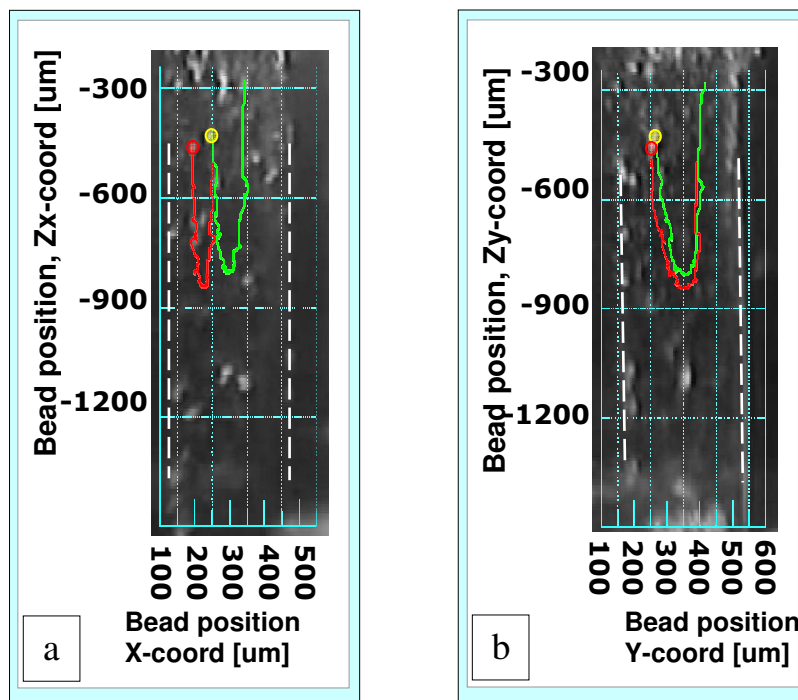 Bead position, Zx-coord [um]
-300
-600
-900
-1200
100
200
300
500
Bead position
X-coord [um]
a
Bead position, Zy-coord [um]
-300
-600
-900
-1200
100
200
300
400
500
600
Bead position
Y-coord [um]
b